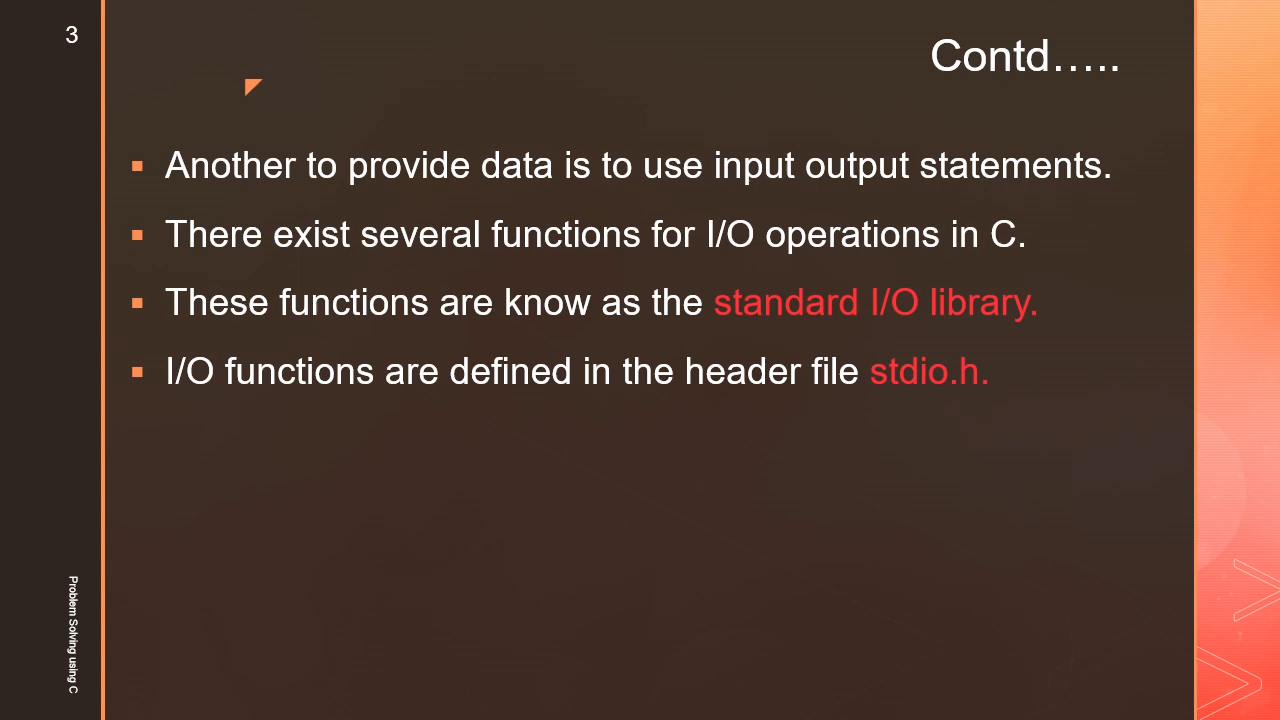 3
Contd…..
Another to provide data is to use input output statements.
There exist several functions for I/O operations in C.
These functions are know as the standard I/O library.
I/O functions are defined in the header file stdio.h.
Problem Solving using C